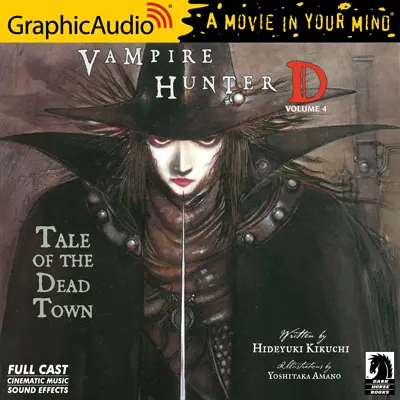 GraphicAudio
A MOVIE IN YOUR MIND®
VAMPIRE
HUNTER
D
VOLUME 4
TALE
OF THE
DEAD
TOWN
Written by
HIDEYUKI KIKUCHI
Illustrations by
YOSHITAKA AMANO
FULL CAST
CINEMATIC MUSIC
SOUND EFFECTS
DARK
HORSE
BOOKS